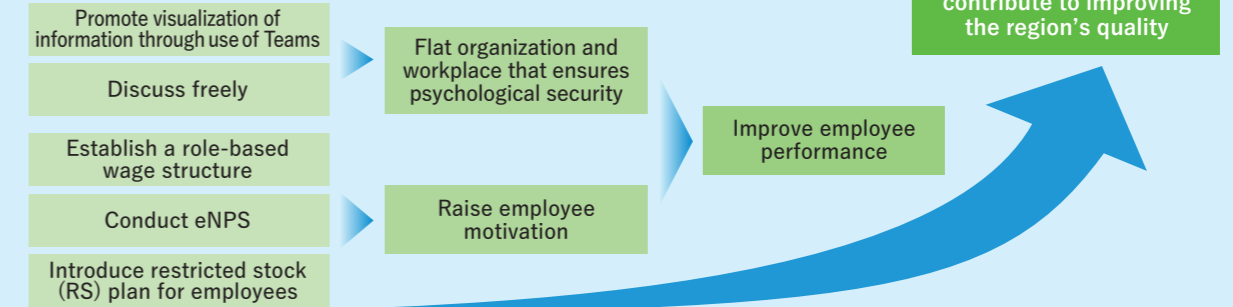 contribute to improving
the region's quality
Promote visualization of
information through use of Teams
Discuss freely
Flat organization and
workplace that ensures
psychological security
Establish a role-based
wage structure
Conduct eNPS
Introduce restricted stock
(RS) plan for employees
Raise employee
motivation
Improve employee
performance